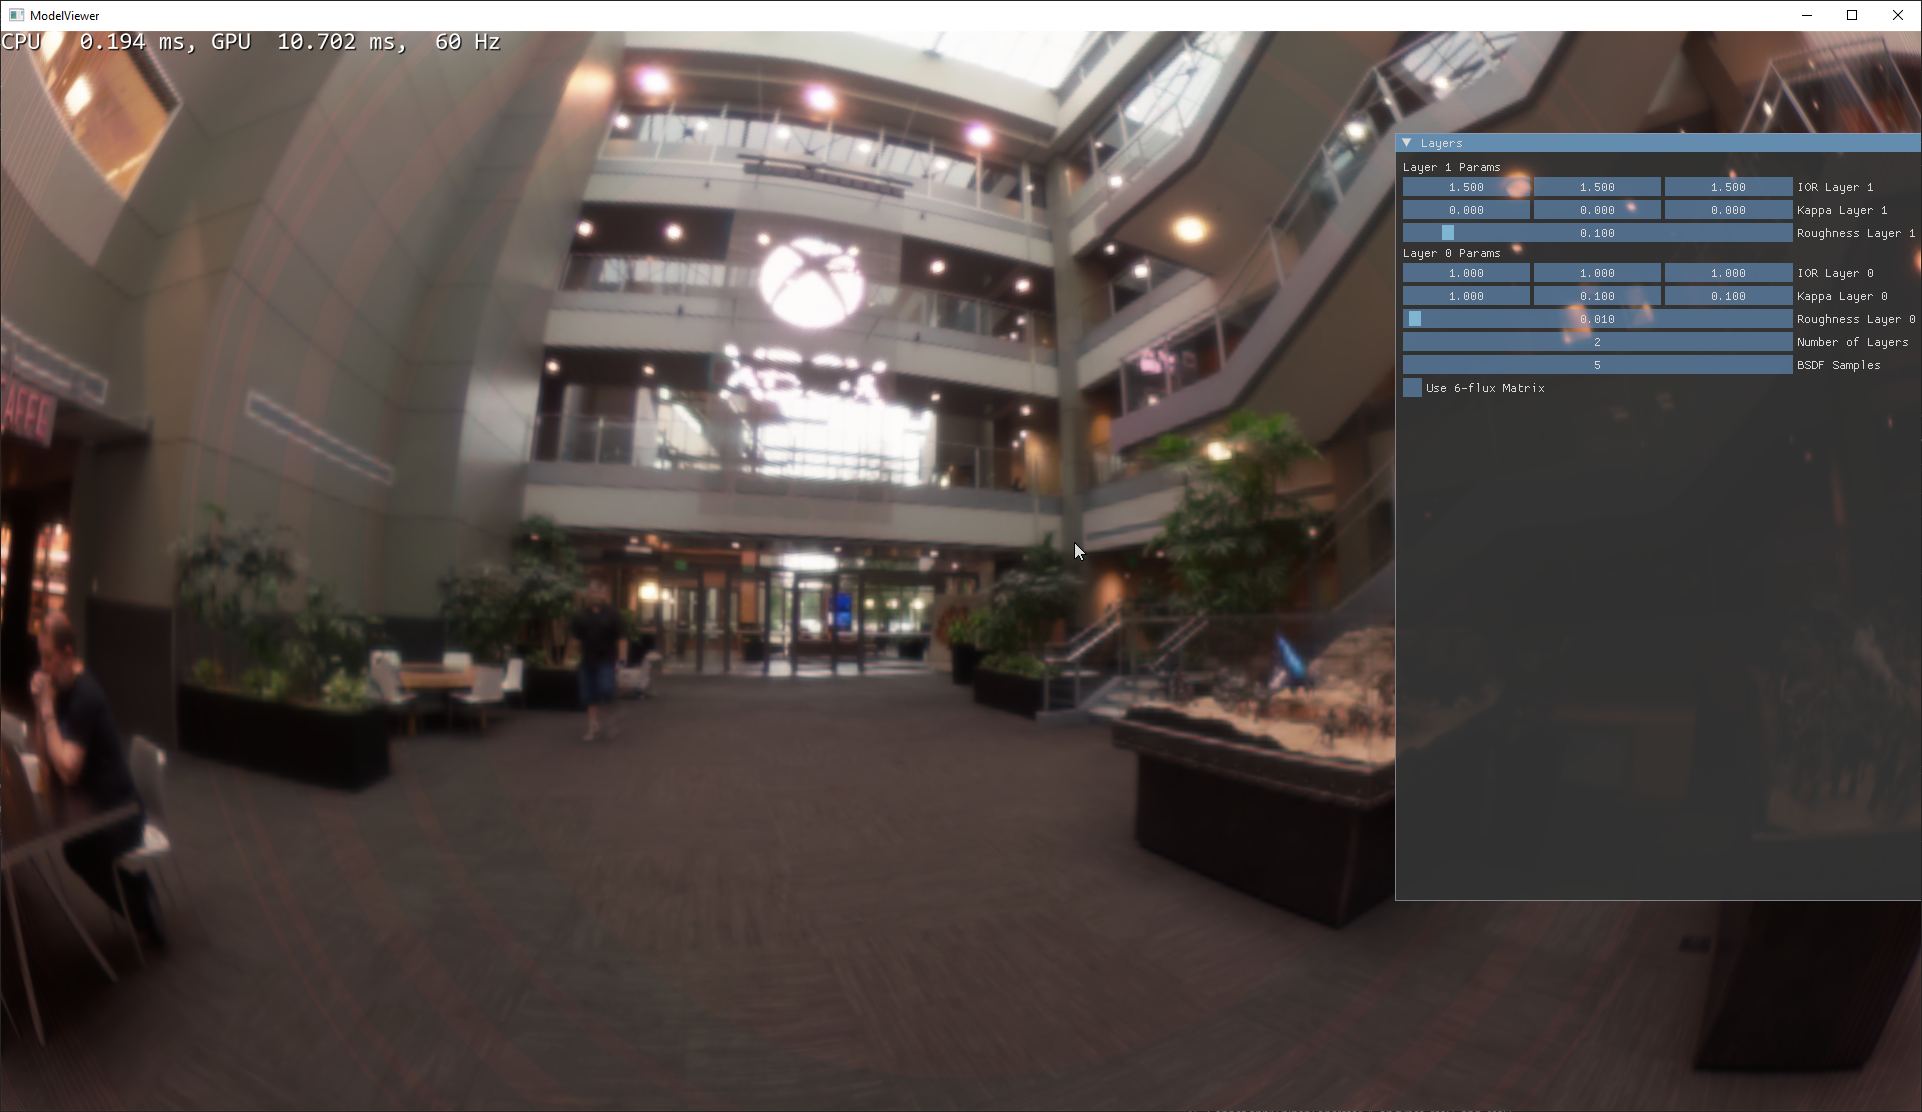 ModelViewer
CPU 0.194 ms, GPU 10.702 ms, 60 Hz
Layers
Layer 1 Params
1.500 1.500 1.500 IOR Layer 1
0.000 0.000 0.000 Kappa Layer 1
0.100 Roughness Layer 1
Layer 0 Params
1.000 1.000 1.000 IOR Layer 0
1.000 0.100 0.100 Kappa Layer 0
0.010 Roughness Layer 0
2 Number of Layers
5 BSDF Samples
Use 6-flux Matrix